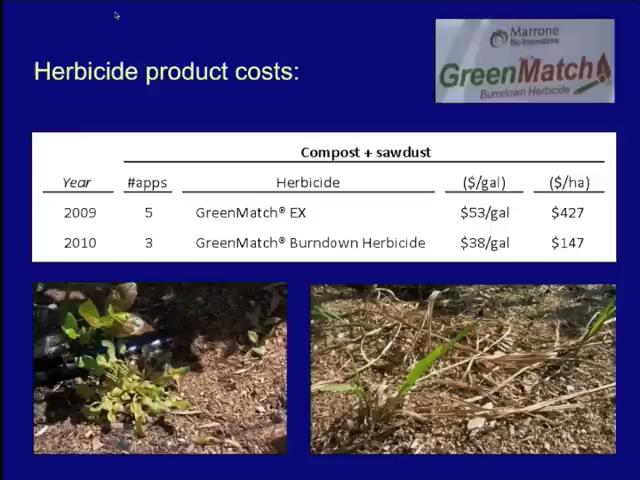 Marrone
Bio Innovations
GreenMatch
Burndown Herbicide
Herbicide product costs:
Compost + sawdust
Year #apps Herbicide ($/gal) ($/ha)
2009 5 GreenMatch® EX $53/gal $427
2010 3 GreenMatch® Burndown Herbicide $38/gal $147